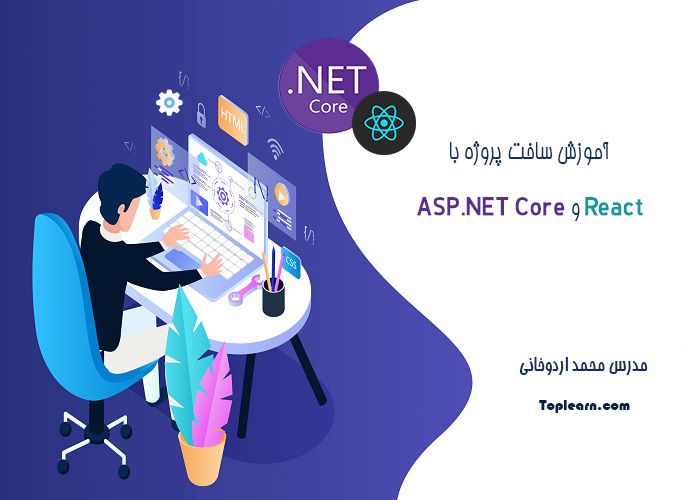 .NET
Core
HTML
CSS
آموزش ساخت پروژه با
React و ASP.NET Core
مدرس محمد اردوخانی
Toplearn.com